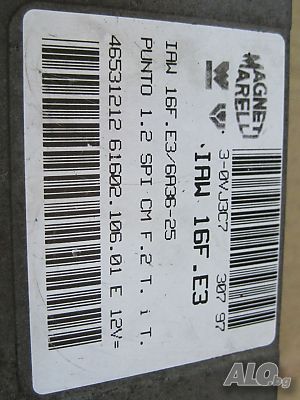 MAGNETI
MARELLI
3-0VJ3C7 307 97
IAW 16F.E3
IAW 16F.E3/6A36-25
PUNTO 1.2 SPI CM F.2 T. i T.
46531212 61602.106.01 E 12V=
ALO.bg